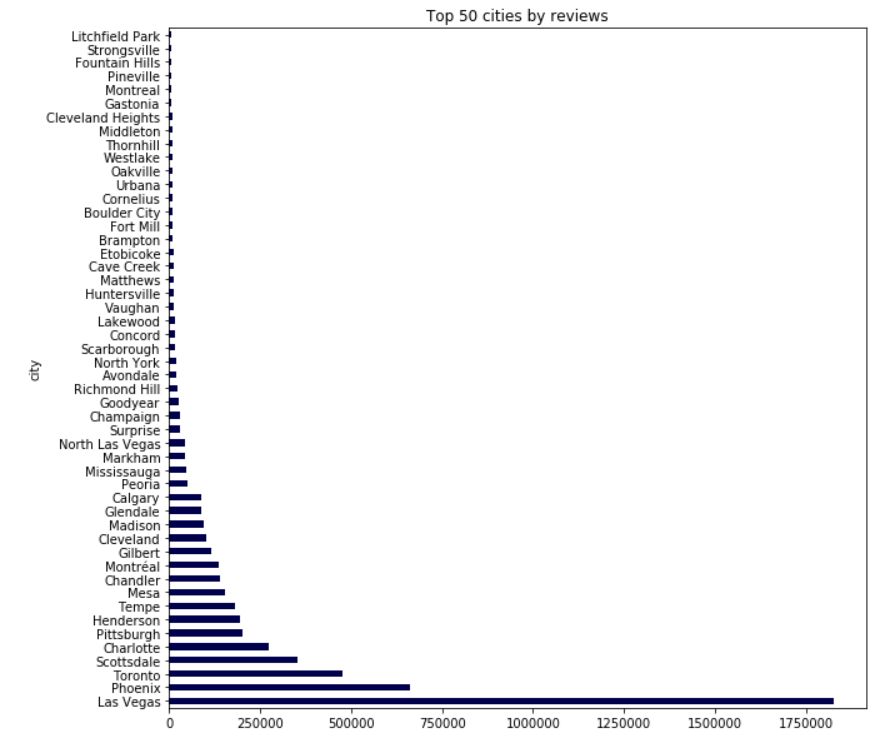 Top 50 cities by reviews
Litchfield Park
Strongsville
Fountain Hills
Pineville
Montreal
Gastonia
Cleveland Heights
Middleton
Thornhill
Westlake
Oakville
Urbana
Cornelius
Boulder City
Fort Mill
Brampton
Etobicoke
Cave Creek
Matthews
Huntersville
Vaughan
Lakewood
Concord
Scarborough
North York
Avondale
Richmond Hill
Goodyear
Champaign
Surprise
North Las Vegas
Markham
Mississauga
Peoria
Calgary
Glendale
Madison
Cleveland
Gilbert
Montréal
Chandler
Mesa
Tempe
Henderson
Pittsburgh
Charlotte
Scottsdale
Toronto
Phoenix
Las Vegas
city
0 250000 500000 750000 1000000 1250000 1500000 1750000